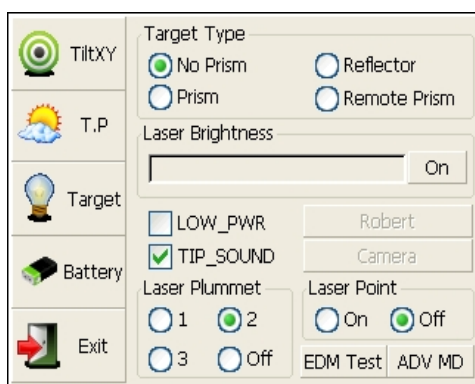 TiltXY
T.P
Target
Battery
Exit
Target Type
No Prism
Reflector
Prism
Remote Prism
Laser Brightness
On
LOW_PWR
Robert
TIP_SOUND
Camera
Laser Plummet
1
2
3
Off
Laser Point
On
Off
EDM Test
ADV MD